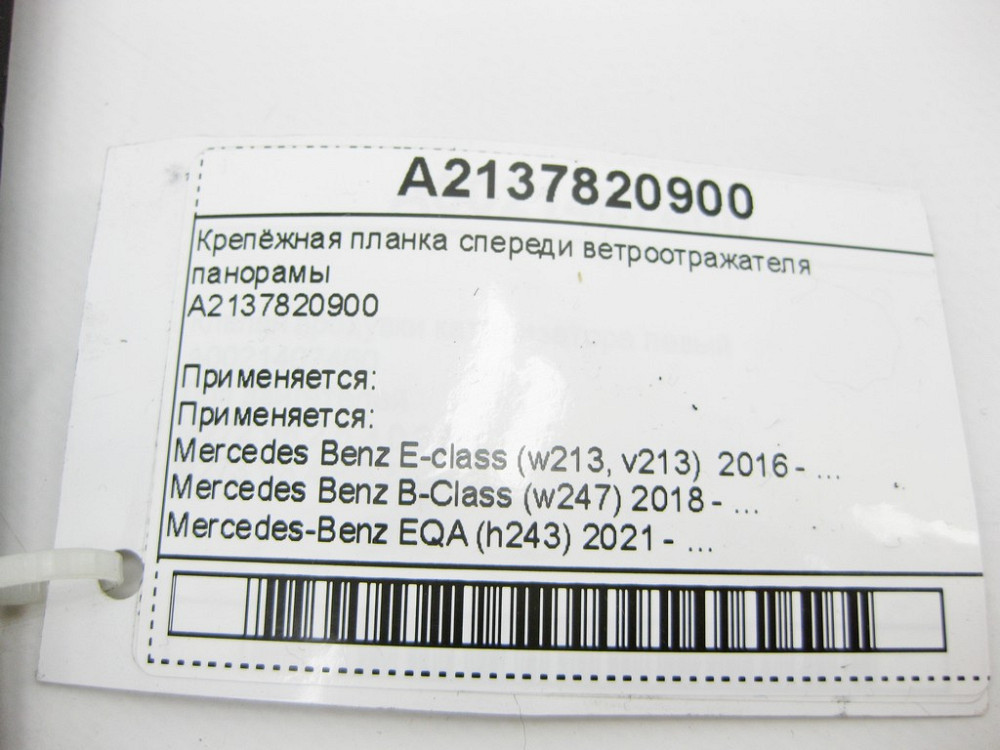 A2137820900
Крепёжная планка спереди ветроотражателя
панорамы
A2137820900
Применяется:
Применяется:
Mercedes Benz E-class (w213, v213) 2016 - ...
Mercedes Benz B-Class (w247) 2018 - ...
Mercedes-Benz EQA (h243) 2021 - ...